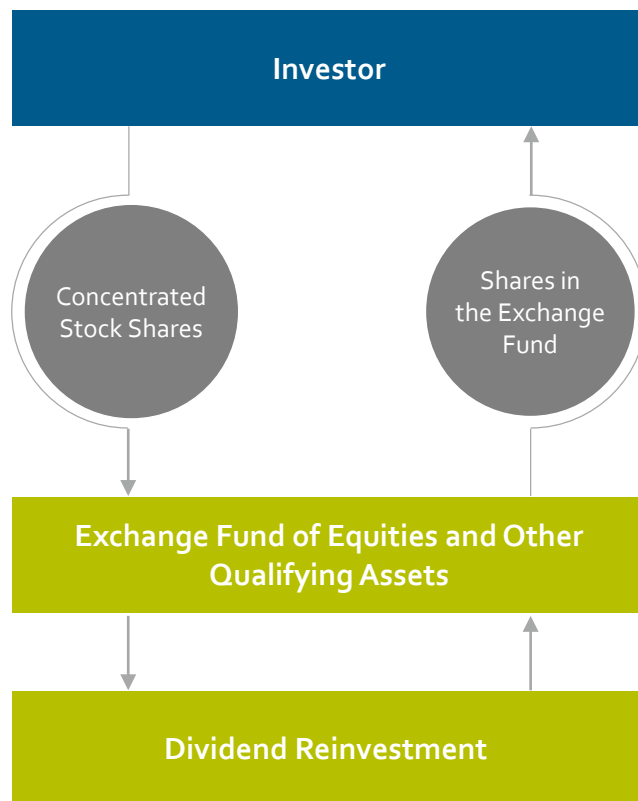 Investor
Concentrated
Stock Shares
Shares in
the Exchange
Fund
Exchange Fund of Equities and Other
Qualifying Assets
Dividend Reinvestment